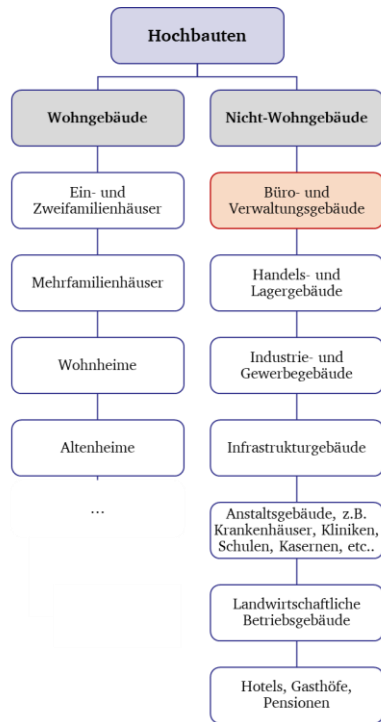 Hochbauten
Wohngebäude
Nicht-Wohngebäude
Ein- und
Zweifamilienhäuser
Büro- und
Verwaltungsgebäude
Mehrfamilienhäuser
Handels- und
Lagergebäude
Wohnheime
Industrie- und
Gewerbegebäude
Altenheime
Infrastrukturgebäude
...
Anstaltsgebäude, z.B.
Krankenhäuser, Kliniken,
Schulen, Kasernen, etc..
Landwirtschaftliche
Betriebsgebäude
Hotels, Gasthöfe,
Pensionen